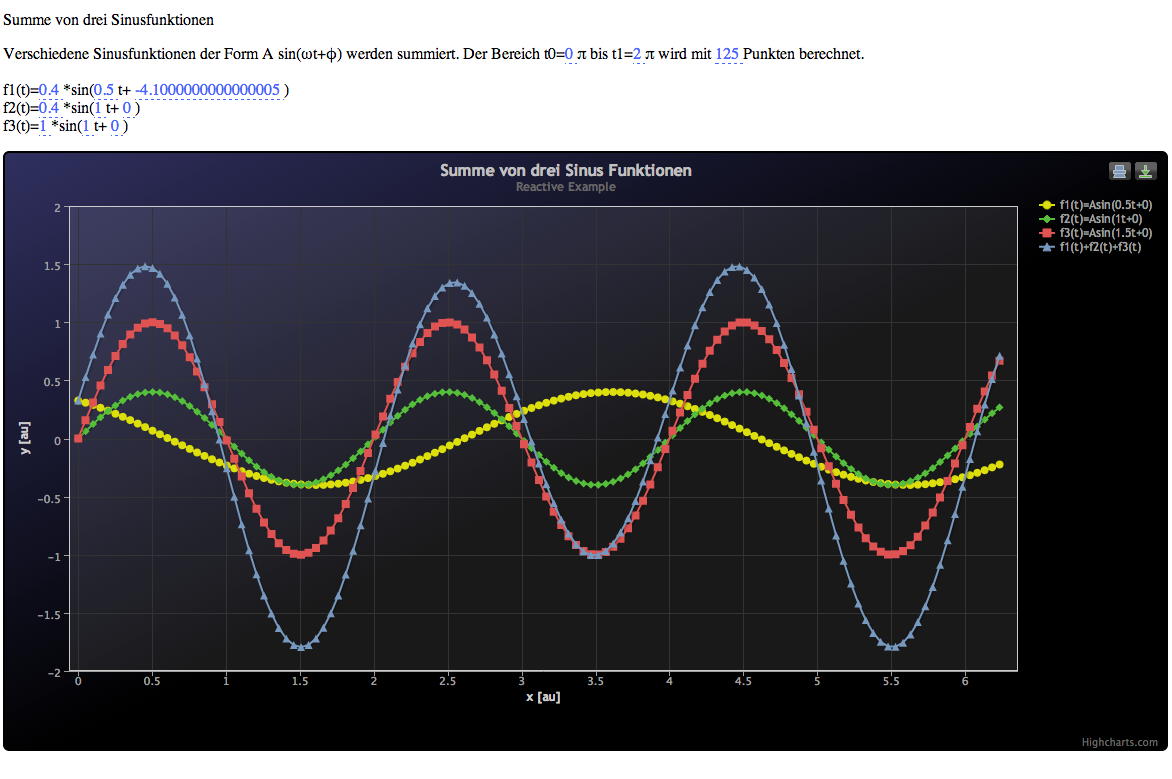 Summe von drei Sinusfunktionen
Verschiedene Sinusfunktionen der Form A sin(ωt+ϕ) werden summiert. Der Bereich t0=0 π bis t1=2 π wird mit 125 Punkten berechnet.
f1(t)=0.4 *sin(0.5 t+ -4.1000000000000005 )
f2(t)=0.4 *sin(1 t+ 0 )
f3(t)=1 *sin(1 t+ 0 )
Summe von drei Sinus Funktionen
Reactive Example
f1(t)=Asin(0.5t+0)
f2(t)=Asin(1t+0)
f3(t)=Asin(1.5t+0)
f1(t)+f2(t)+f3(t)
2
1.5
1
0.5
0
−0.5
−1
−1.5
−2
y [au]
0 0.5 1 1.5 2 2.5 3 3.5 4 4.5 5 5.5 6
x [au]
Highcharts.com